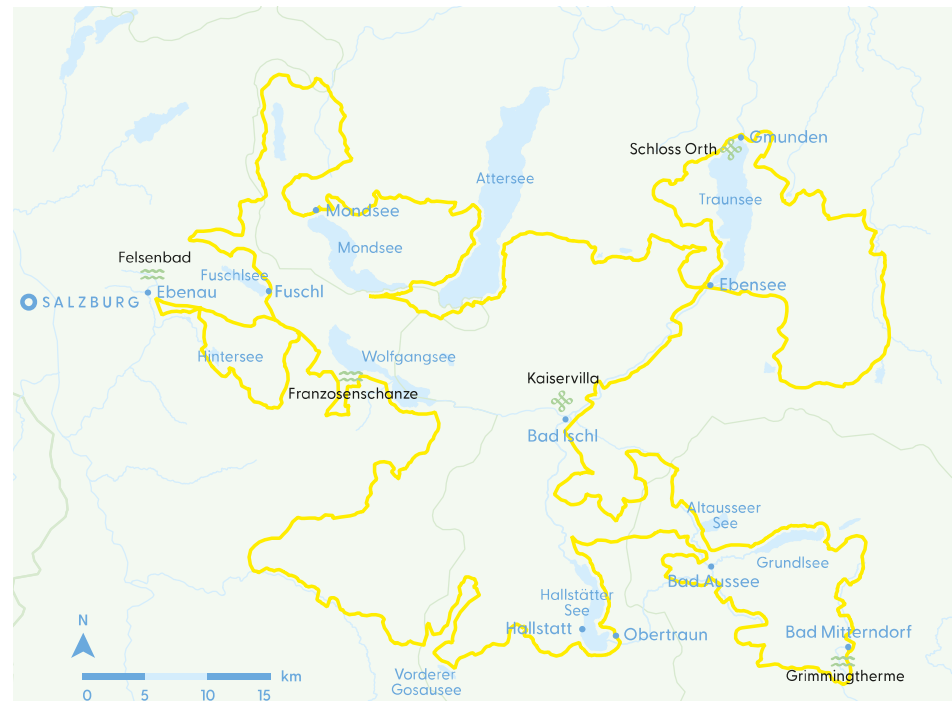 Gmunden
Schloss Orth
Attersee
Traunsee
Mondsee
Mondsee
Felsenbad
Fuschlsee
Ebenau
Fuschl
Ebensee
SALZBURG
Hintersee
Wolfgangsee
Kaiservilla
Franzosenschanze
Bad Ischl
Altausseer
See
Grundlsee
Bad Aussee
Hallstätter
See
N
Hallstatt
Obertraun
Bad Mitterndorf
Vorderer
Gosausee
Grimmingtherme
km
0 5 10 15